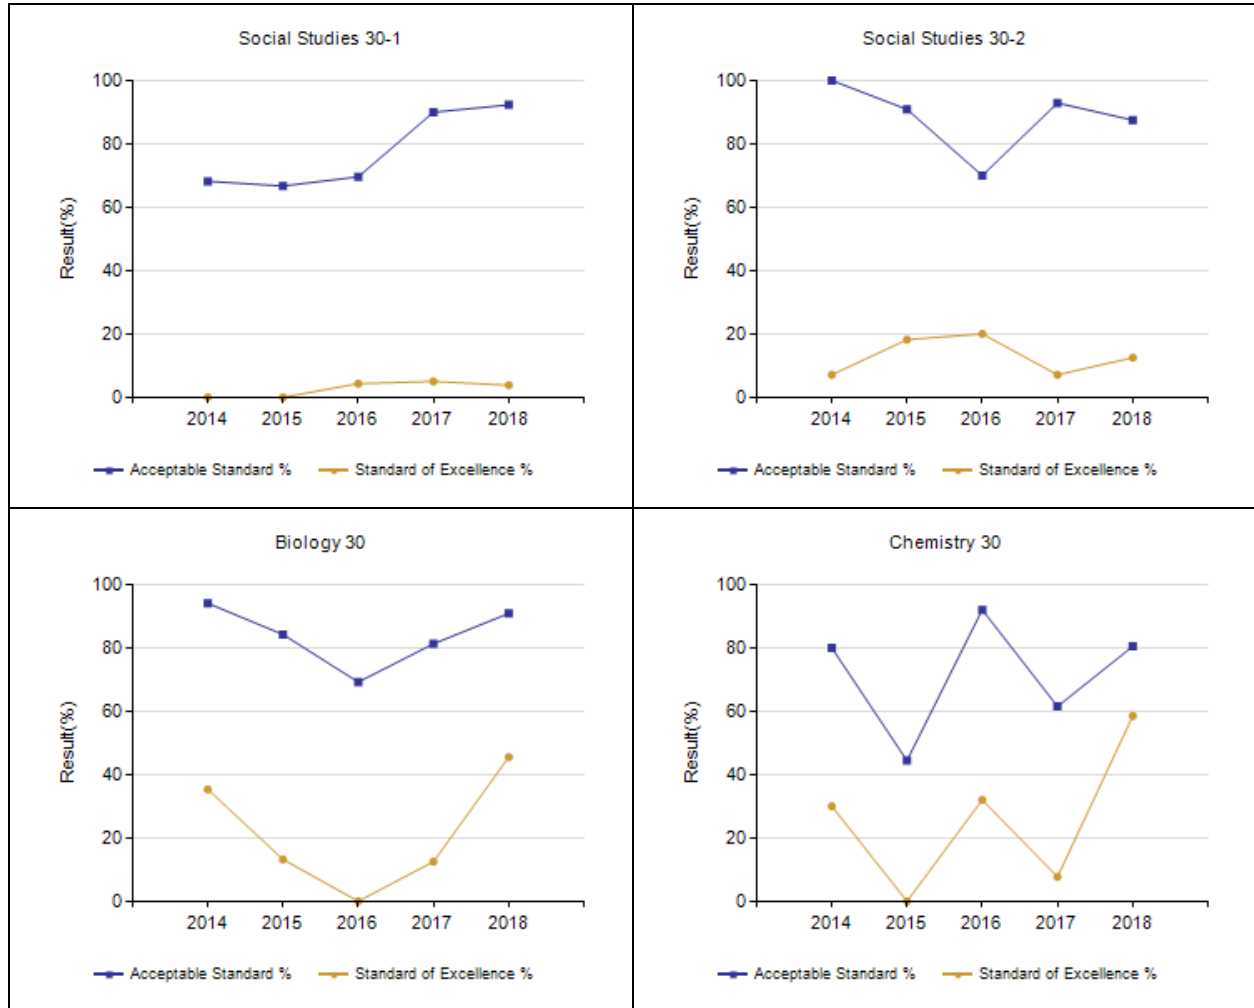 Social Studies 30-1
100
80
60
40
20
0
Result(%)
2014 2015 2016 2017 2018
Acceptable Standard % Standard of Excellence %
Social Studies 30-2
100
80
60
40
20
0
Result(%)
2014 2015 2016 2017 2018
Acceptable Standard % Standard of Excellence %
Biology 30
100
80
60
40
20
0
Result(%)
2014 2015 2016 2017 2018
Acceptable Standard % Standard of Excellence %
Chemistry 30
100
80
60
40
20
0
Result(%)
2014 2015 2016 2017 2018
Acceptable Standard % Standard of Excellence %